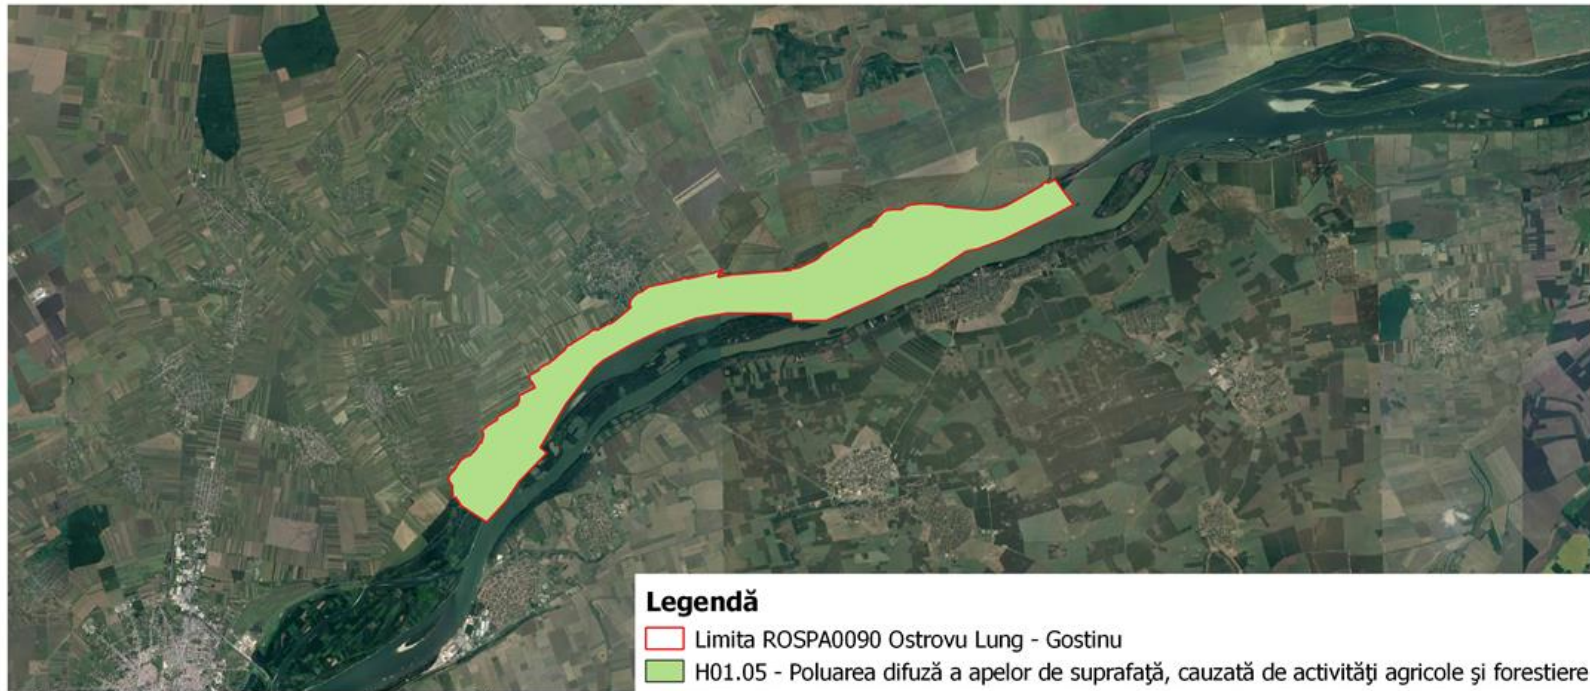 Legendă
Limita ROSPA0090 Ostrovu Lung - Gostinu
H01.05 - Poluarea difuză a apelor de suprafaţă, cauzată de activităţi agricole şi forestiere